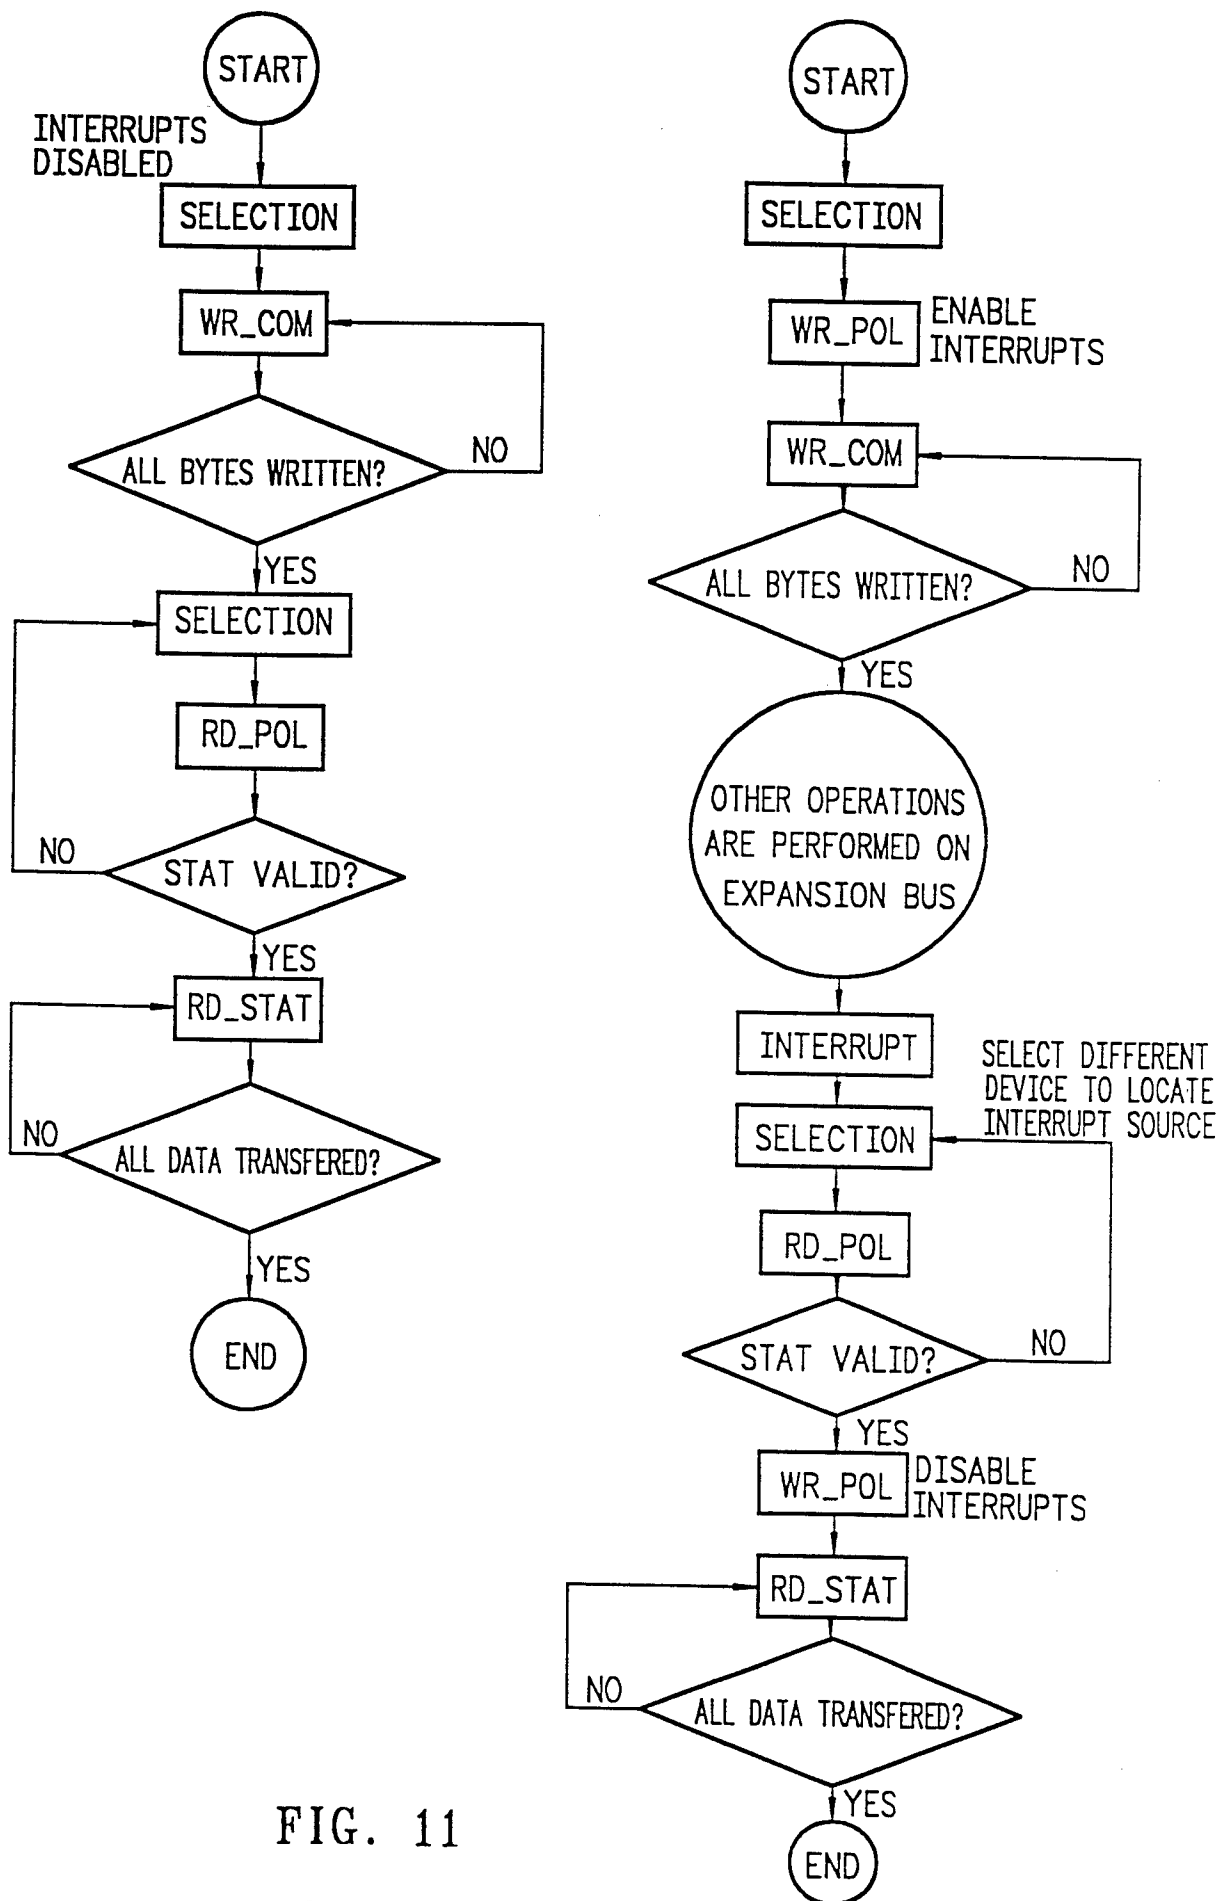 START
INTERRUPTS
DISABLED
SELECTION
WR_COM
ALL BYTES WRITTEN?
NO
YES
SELECTION
RD_POL
STAT VALID?
NO
YES
RD_STAT
ALL DATA TRANSFERED?
NO
YES
END
START
SELECTION
WR_POL
ENABLE
INTERRUPTS
WR_COM
ALL BYTES WRITTEN?
NO
YES
OTHER OPERATIONS
ARE PERFORMED ON
EXPANSION BUS
INTERRUPT
SELECT DIFFERENT
DEVICE TO LOCATE
INTERRUPT SOURCE
SELECTION
RD_POL
STAT VALID?
NO
YES
WR_POL
DISABLE
INTERRUPTS
RD_STAT
ALL DATA TRANSFERED?
NO
YES
END
FIG. 11